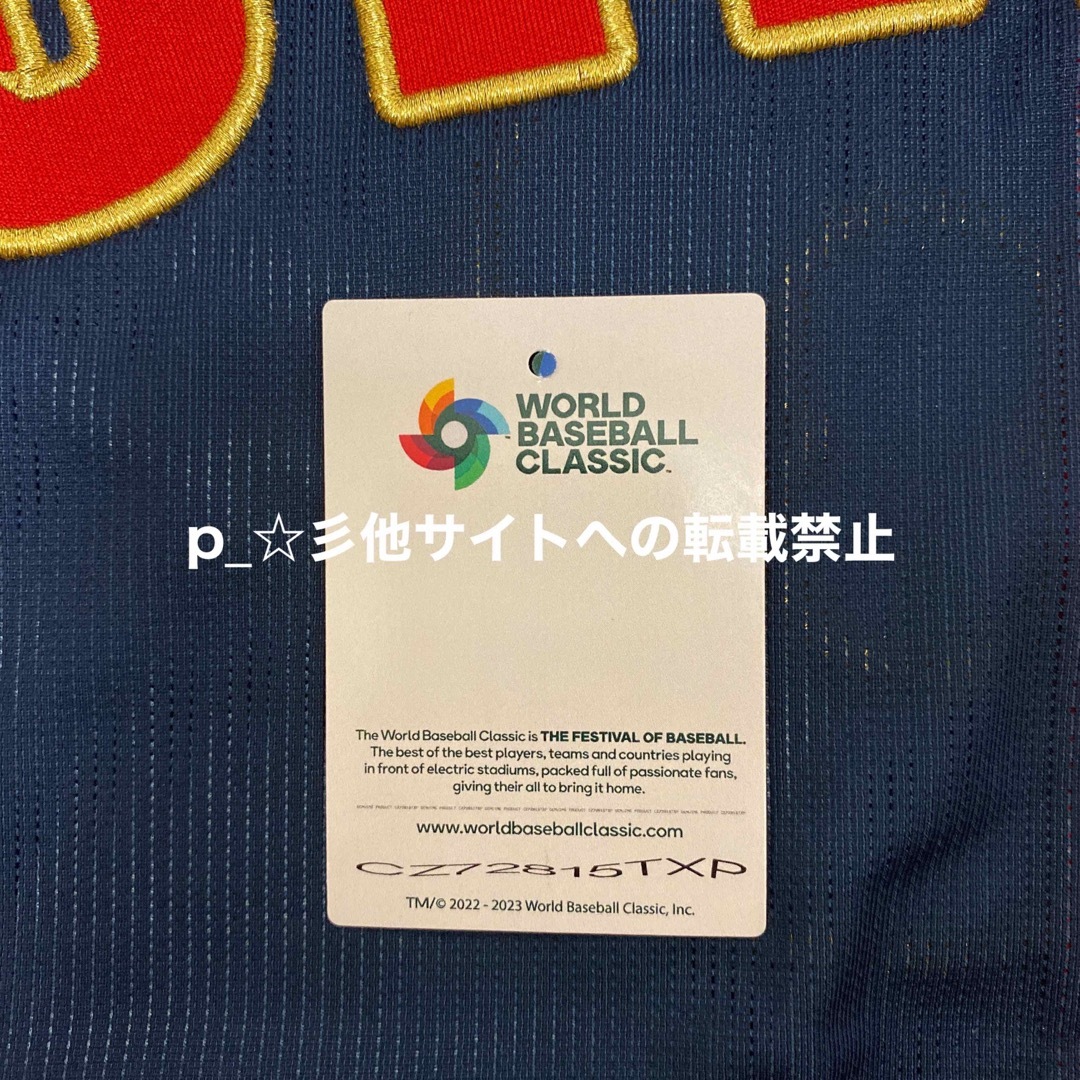 WORLD
BASEBALL
CLASSIC™
p_☆彡他サイトへの転載禁止
The World Baseball Classic is THE FESTIVAL OF BASEBALL.
The best of the best players, teams and countries playing
in front of electric stadiums, packed full of passionate fans,
giving their all to bring it home.
www.worldbaseballclassic.com
CZ72815TXP
TM/© 2022 - 2023 World Baseball Classic, Inc.